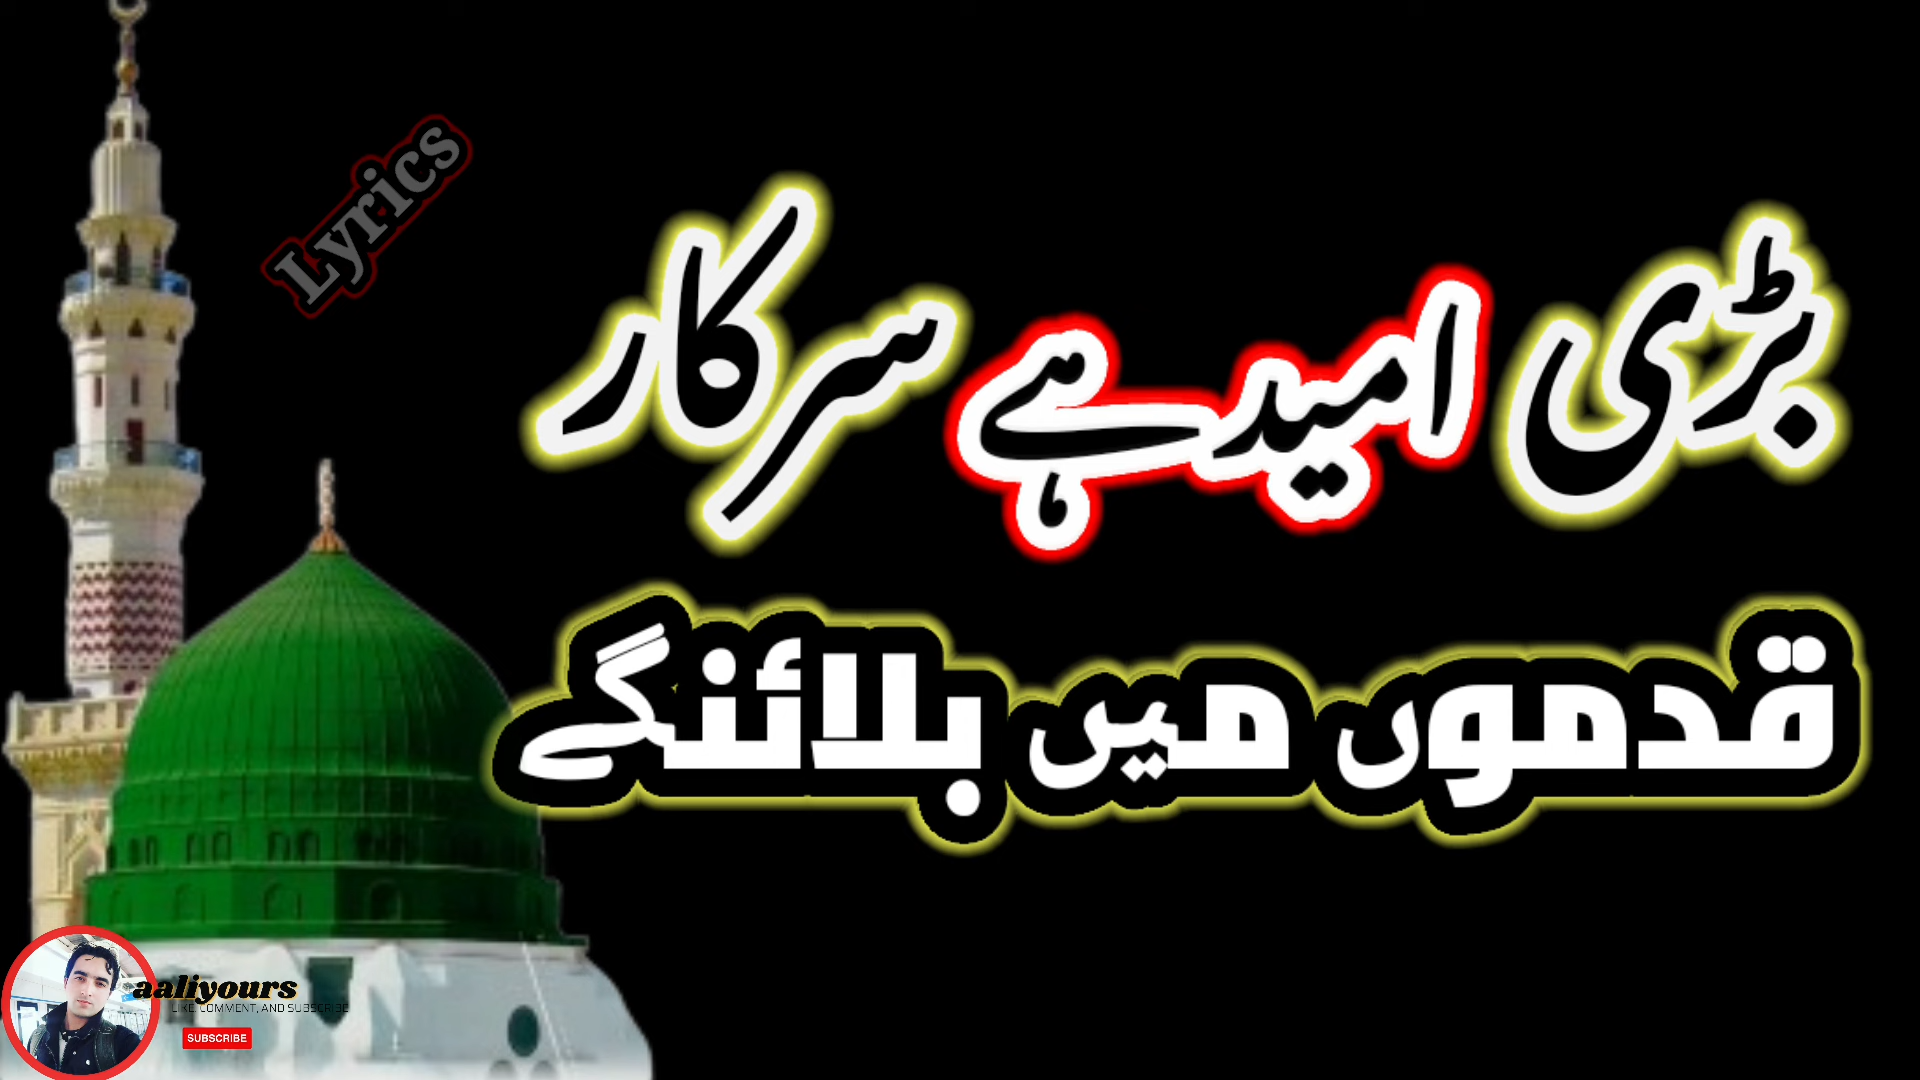 Lyrics
بڑی امید ہے سرکار
قدموں میں بلائنگے
aaliyours
LIKE, COMMENT, AND SUBSCRIBE
SUBSCRIBE